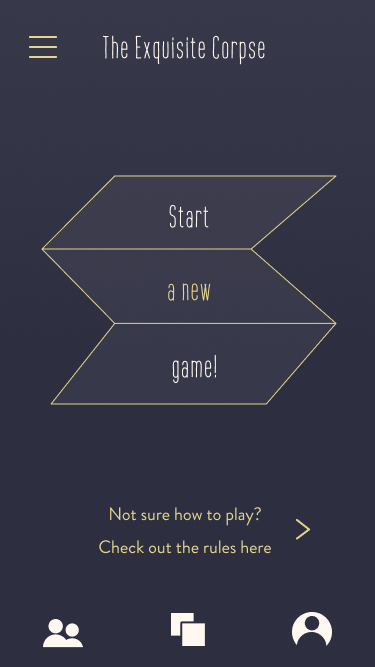 The Exquisite Corpse
Start
a new
game!
Not sure how to play?
Check out the rules here